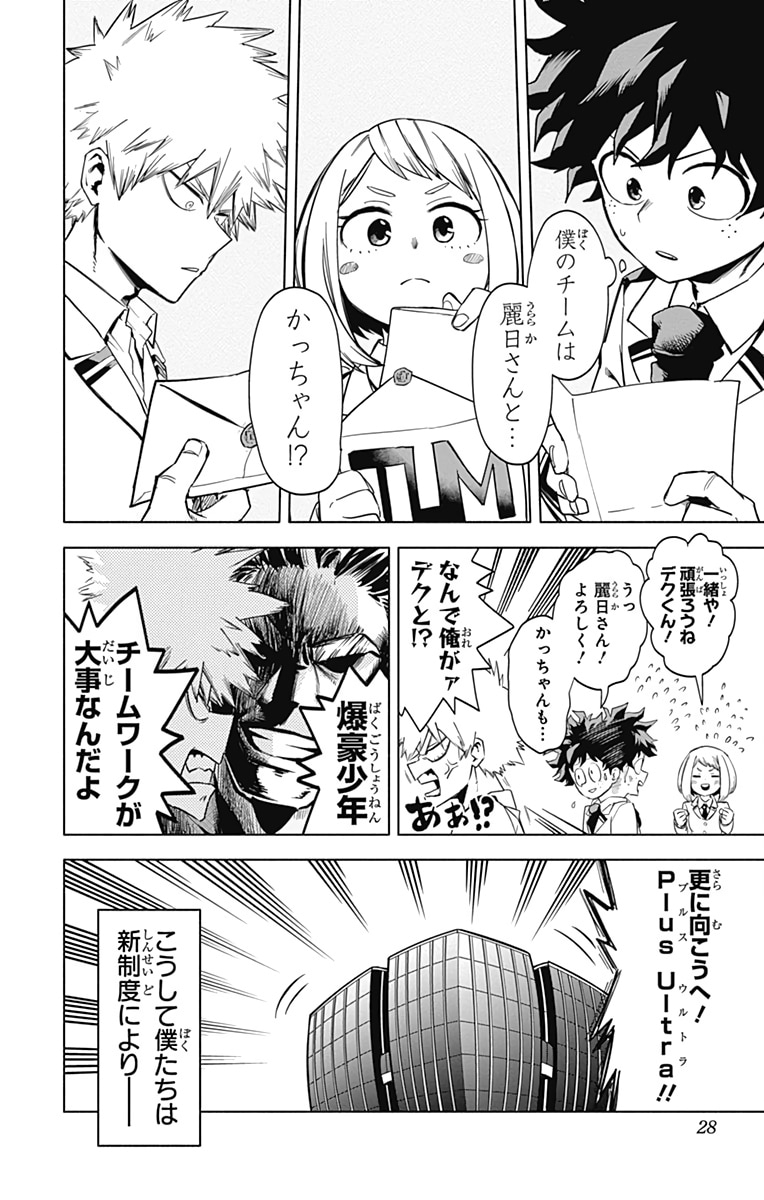 僕のチームは
麗日さんと…
かっちゃん!?
TUM
一緒や!
頑張ろうね
デクくん!
うっ
麗日さん!
よろしく!
かっちゃんも…
なんで俺がァ
デクと!?
あぁ!?
爆豪少年
チームワークが
大事なんだよ
更に向こうへ!
Plus Ultra!!
こうして僕たちは
新制度により――
28